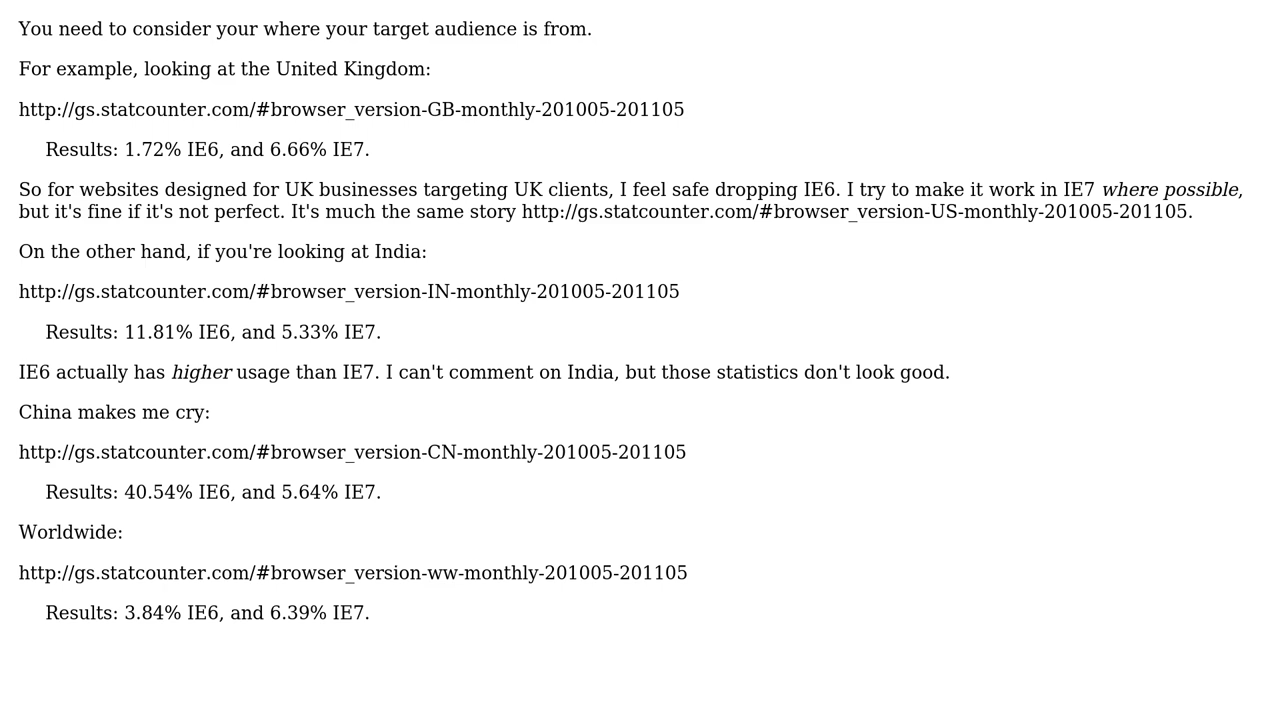 You need to consider your where your target audience is from.
For example, looking at the United Kingdom:
http://gs.statcounter.com/#browser_version-GB-monthly-201005-201105
Results: 1.72% IE6, and 6.66% IE7.
So for websites designed for UK businesses targeting UK clients, I feel safe dropping IE6. I try to make it work in IE7 where possible,
but it's fine if it's not perfect. It's much the same story http://gs.statcounter.com/#browser_version-US-monthly-201005-201105.
On the other hand, if you're looking at India:
http://gs.statcounter.com/#browser_version-IN-monthly-201005-201105
Results: 11.81% IE6, and 5.33% IE7.
IE6 actually has higher usage than IE7. I can't comment on India, but those statistics don't look good.
China makes me cry:
http://gs.statcounter.com/#browser_version-CN-monthly-201005-201105
Results: 40.54% IE6, and 5.64% IE7.
Worldwide:
http://gs.statcounter.com/#browser_version-ww-monthly-201005-201105
Results: 3.84% IE6, and 6.39% IE7.